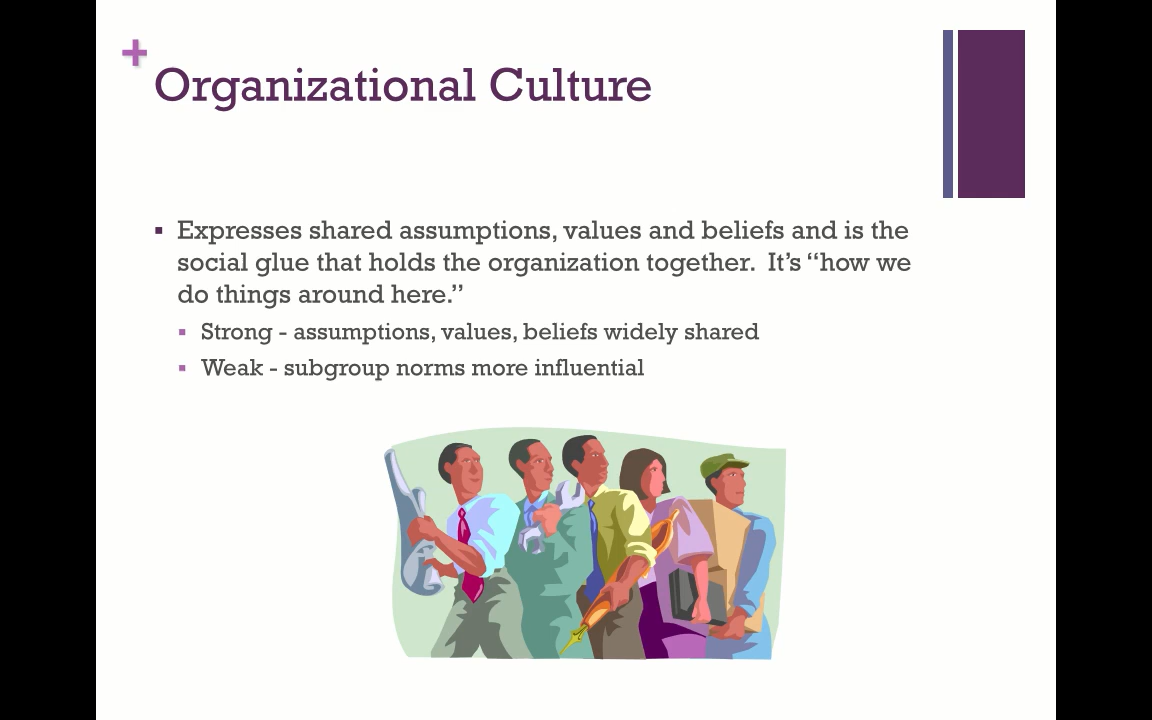 +
Organizational Culture
▪ Expresses shared assumptions, values and beliefs and is the
social glue that holds the organization together.  It’s “how we
do things around here.”
▪ Strong - assumptions, values, beliefs widely shared
▪ Weak - subgroup norms more influential